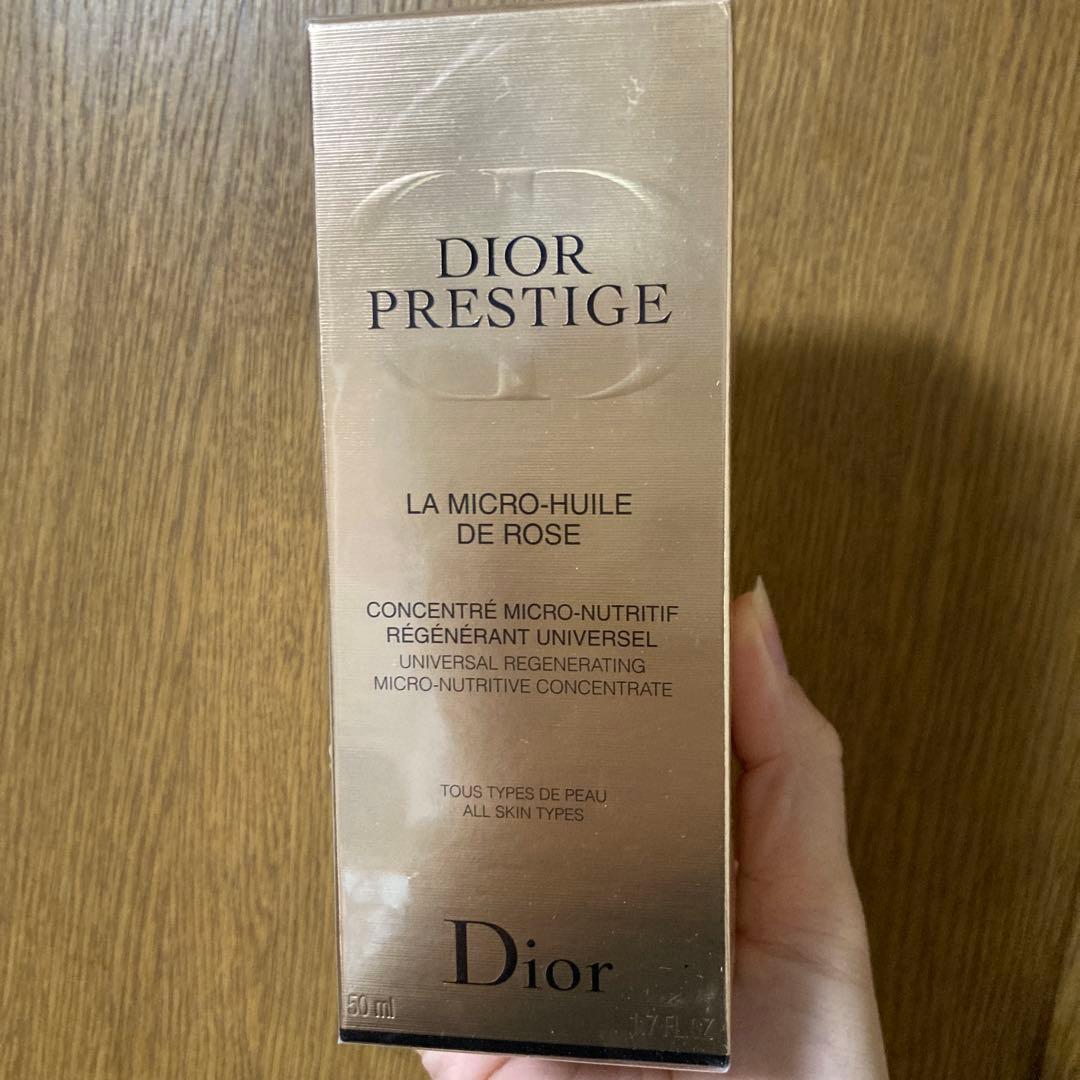 DIOR
PRESTIGE
LA MICRO-HUILE
DE ROSE
CONCENTRÉ MICRO-NUTRITIF
RÉGÉNÉRANT UNIVERSEL
UNIVERSAL REGENERATING
MICRO-NUTRITIVE CONCENTRATE
TOUS TYPES DE PEAU
ALL SKIN TYPES
Dior
50 ml 1.7 FL OZ